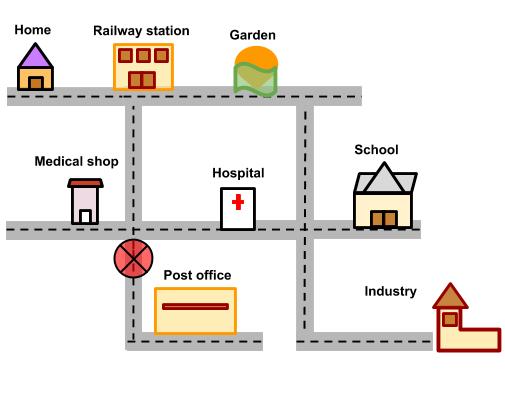 Home
Railway station
Garden
Medical shop
Hospital
School
Post office
Industry